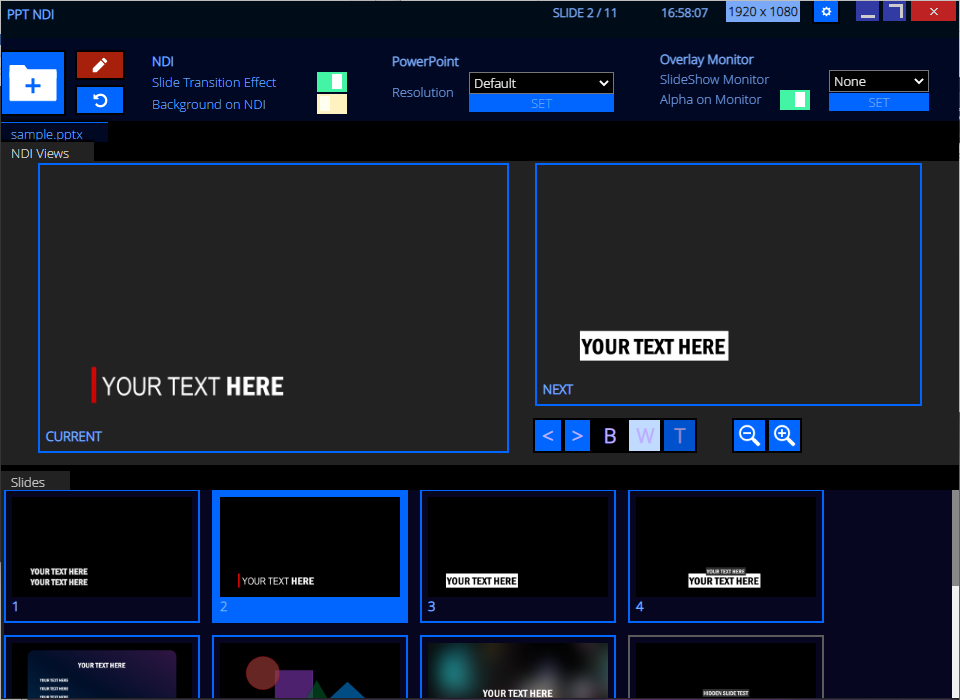 PPT NDI
SLIDE 2 / 11
16:58:07
1920 x 1080
NDI
Slide Transition Effect
Background on NDI
PowerPoint
Resolution
Default
SET
Overlay Monitor
SlideShow Monitor
None
Alpha on Monitor
SET
sample.pptx
NDI Views
YOUR TEXT HERE
CURRENT
YOUR TEXT HERE
NEXT
< > B W T
Slides
YOUR TEXT HERE
YOUR TEXT HERE
1
YOUR TEXT HERE
2
YOUR TEXT HERE
3
YOUR TEXT HERE
YOUR TEXT HERE
4
YOUR TEXT HERE
YOUR TEXT HERE
YOUR TEXT HERE
YOUR TEXT HERE
HIDDEN SLIDE TEST